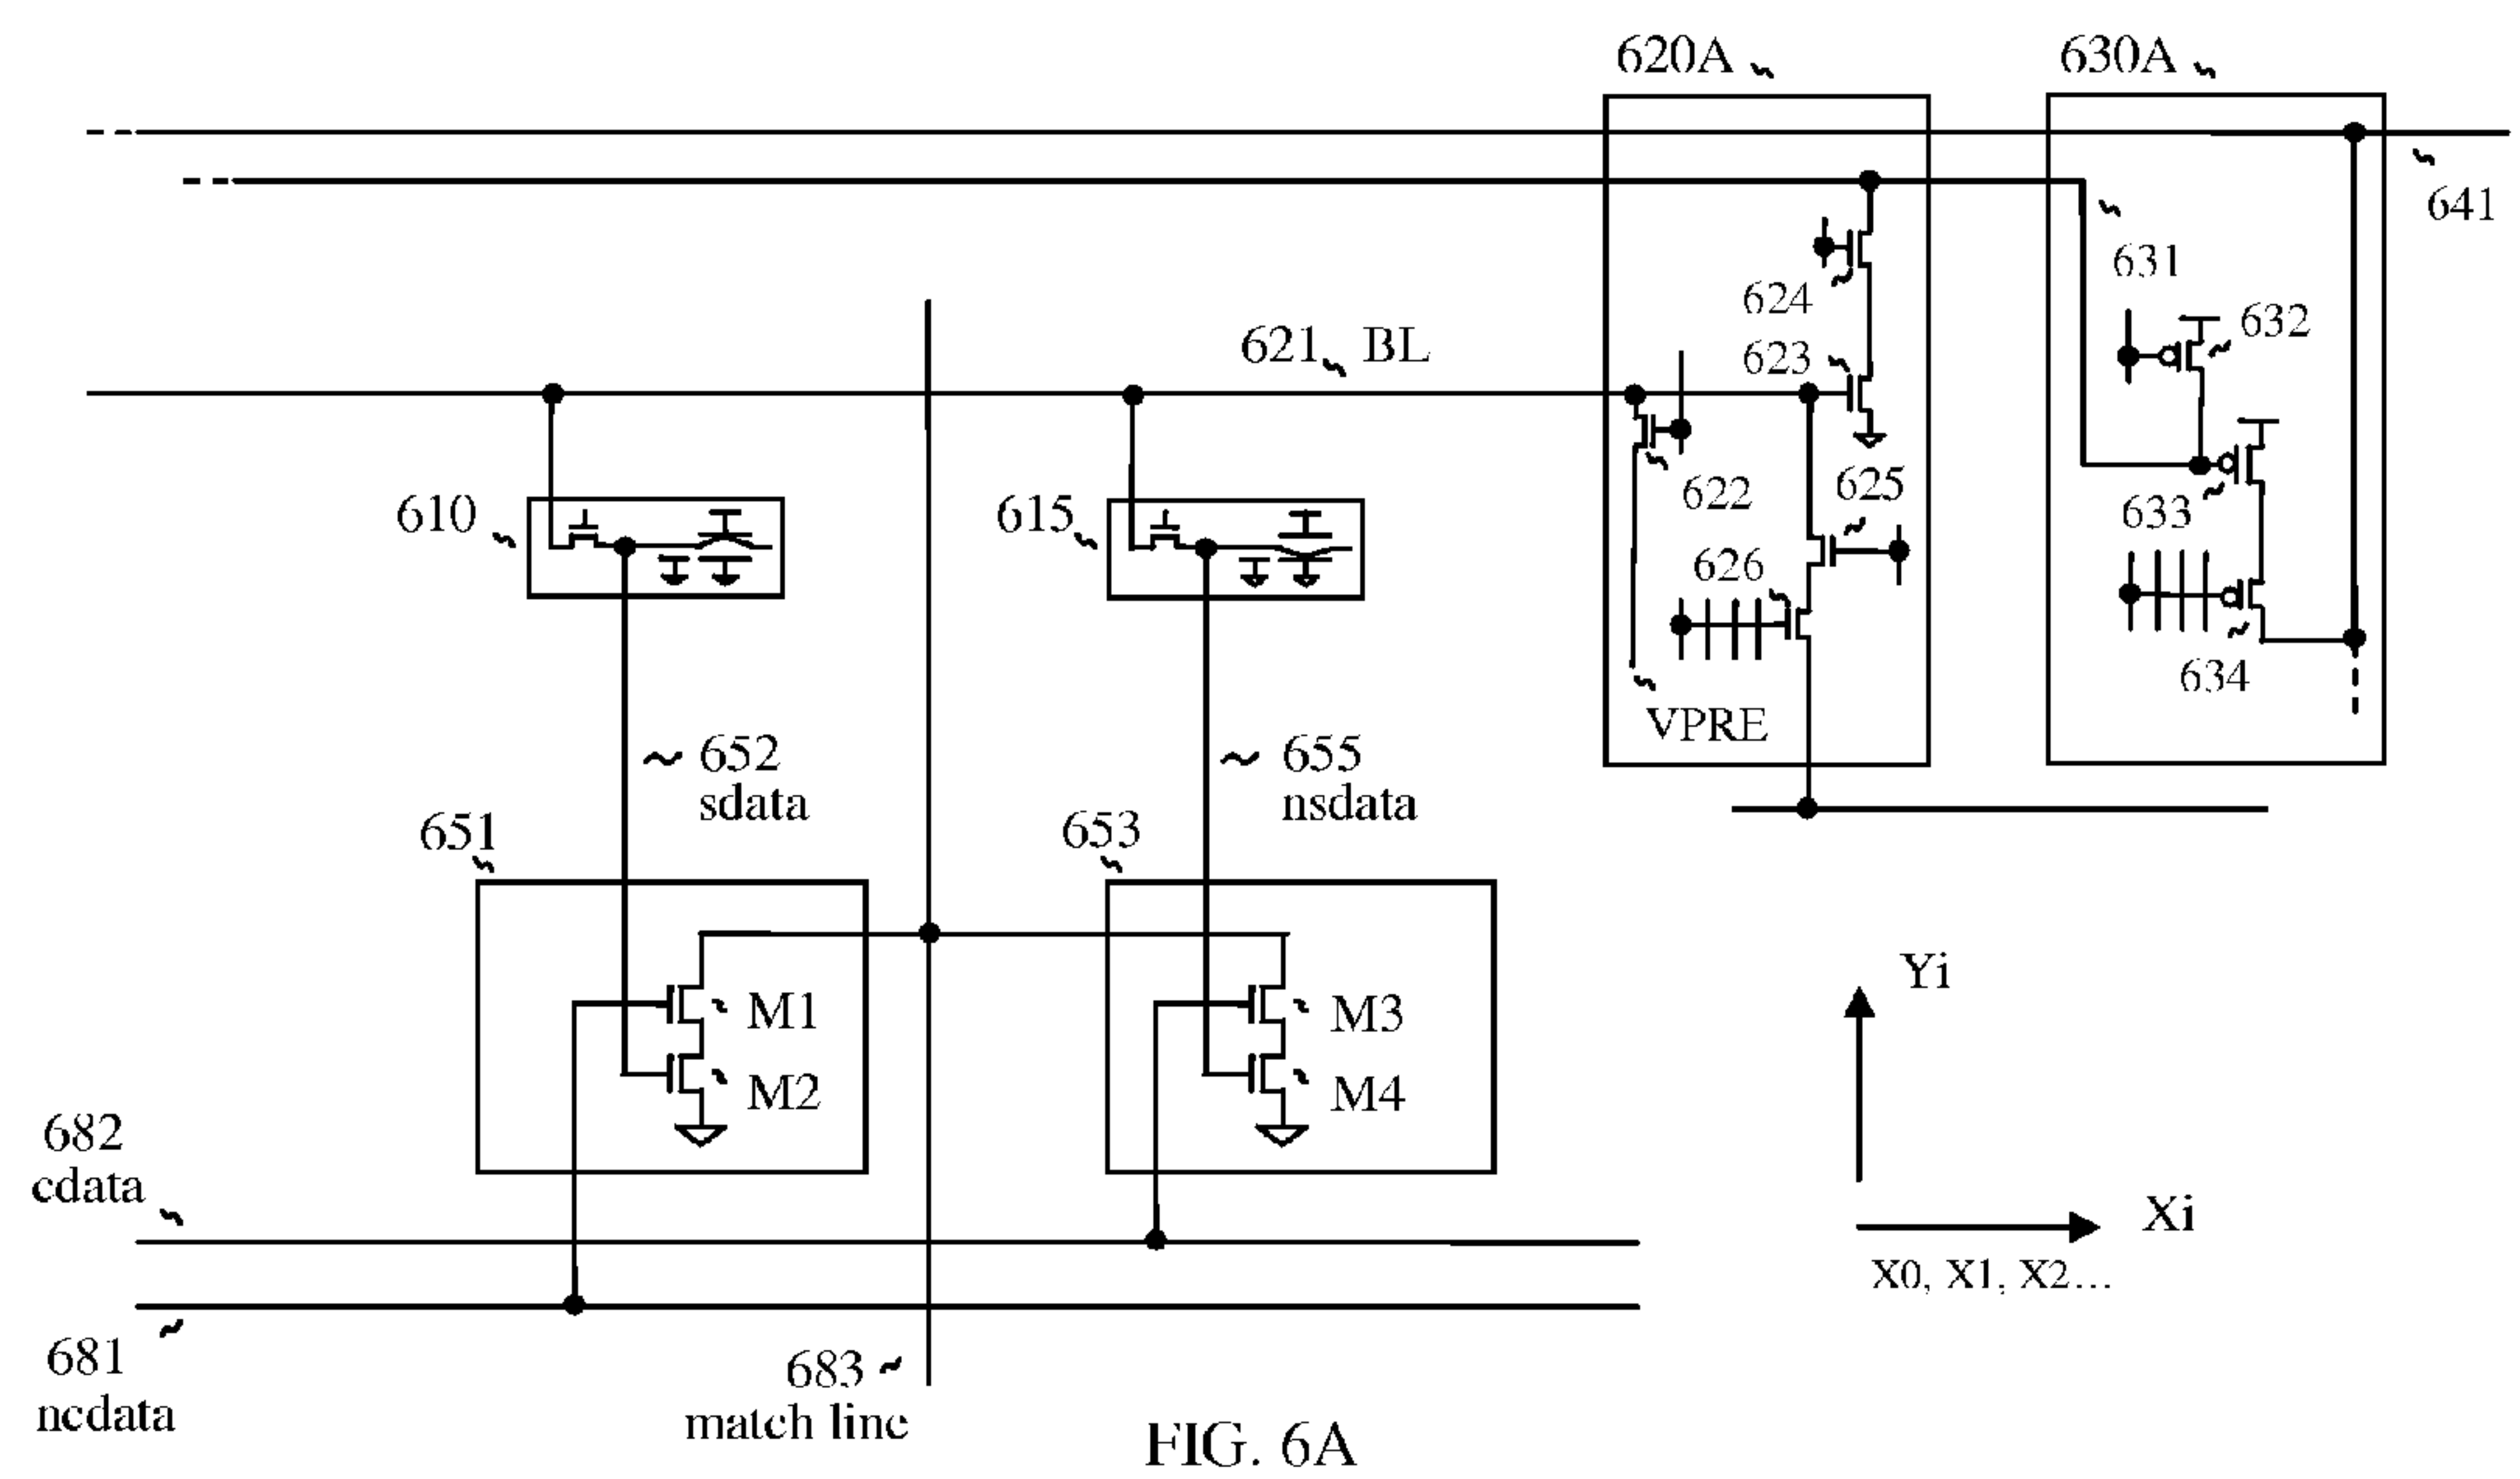 620A
630A
641
631
624
632
621 BL
623
610
615
622
625
633
626
634
VPRE
652
sdata
655
nsdata
651
653
Yi
M1
M3
M2
M4
682
cdata
Xi
X0, X1, X2...
681
ncdata
683
match line
FIG. 6A